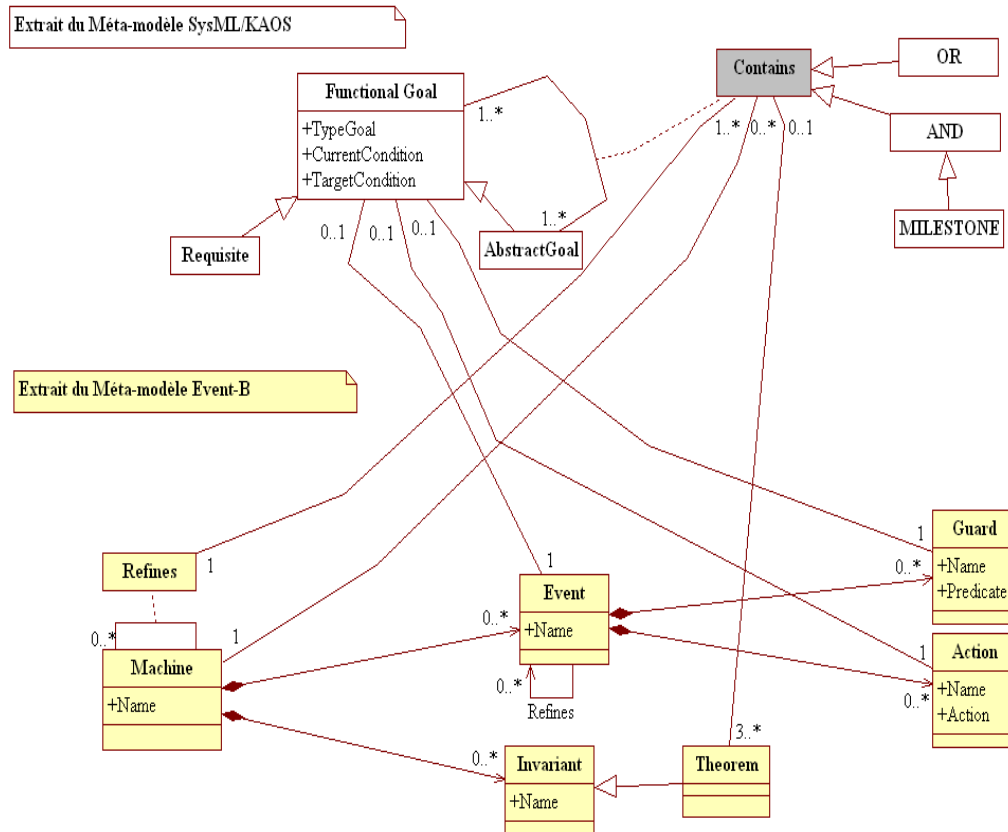 Extrait du Méta-modèle SysML/KAOS
Contains
OR
Functional Goal
+TypeGoal
+CurrentCondition
+TargetCondition
1..*
1..*
0..*
0..1
AND
Requisite
0..1
0..1
0..1
1..*
AbstractGoal
MILESTONE
Extrait du Méta-modèle Event-B
Refines
1
0..*
1
Machine
+Name
0..*
1
Event
+Name
0..*
Refines
0..*
1
Guard
+Name
+Predicate
1
0..*
Action
+Name
+Action
0..*
Invariant
+Name
3..*
Theorem